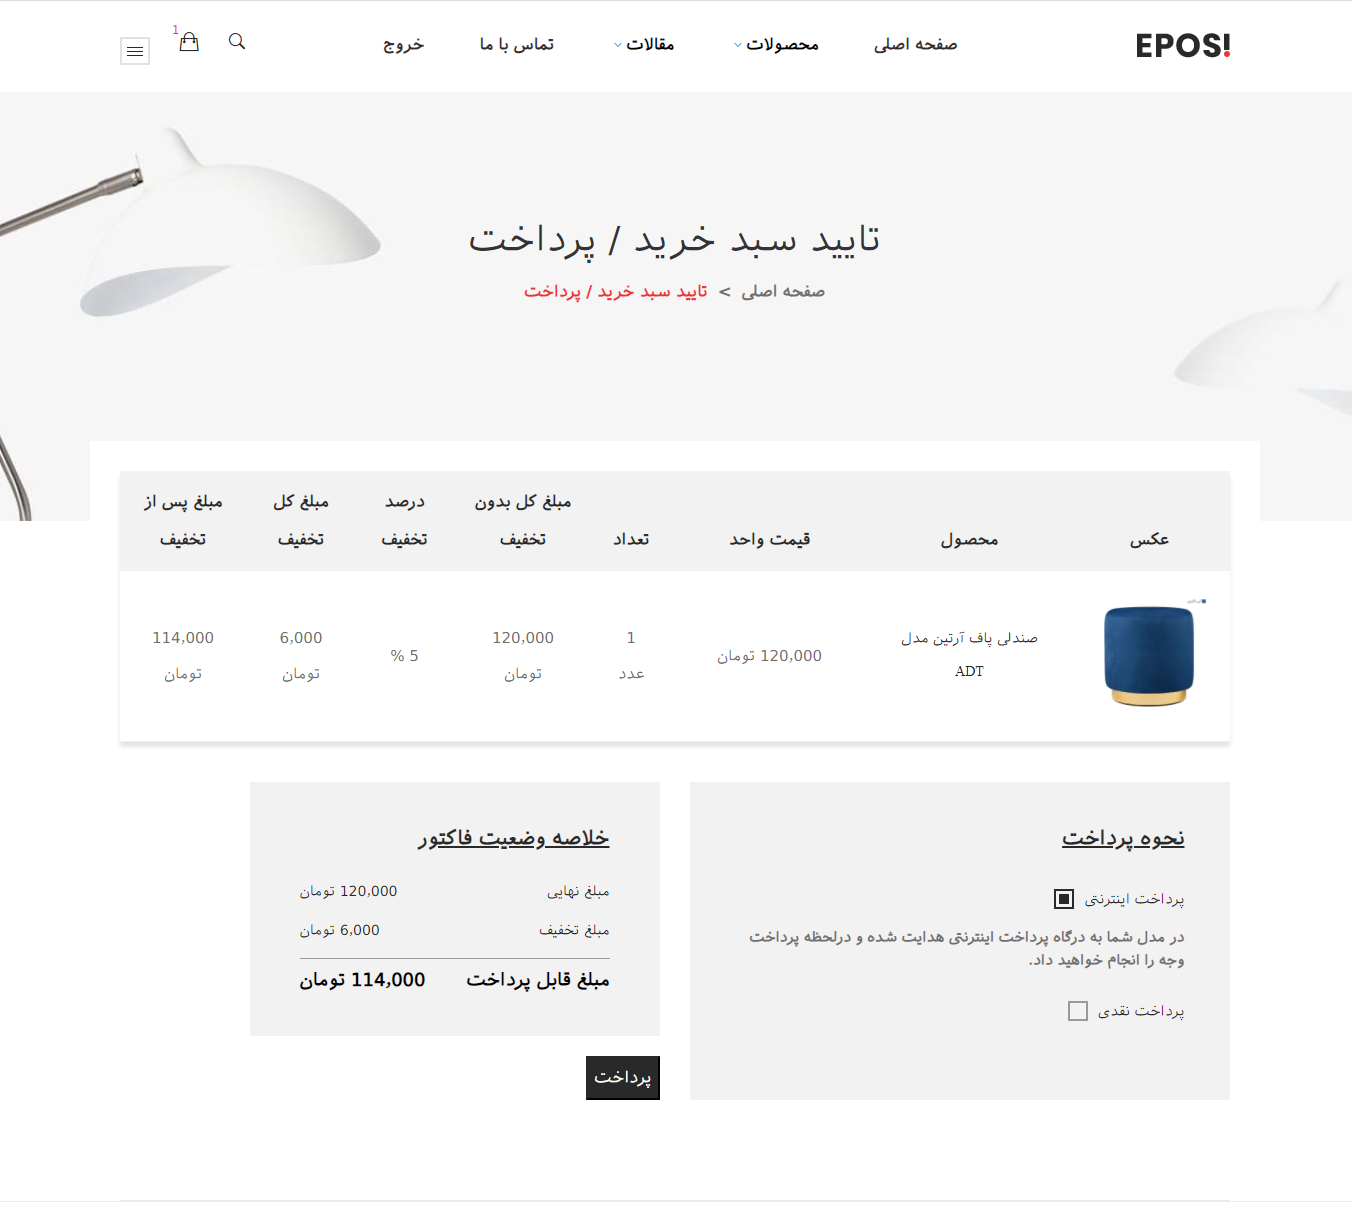 EPOS!
صفحه اصلی
محصولات
مقالات
تماس با ما
خروج
1
تایید سبد خرید / پرداخت
صفحه اصلی > تایید سبد خرید / پرداخت
عکس
محصول
قیمت واحد
تعداد
مبلغ کل بدون
تخفیف
درصد
تخفیف
مبلغ کل
تخفیف
مبلغ پس از
تخفیف
صندلی پاف آرتین مدل
ADT
120,000 تومان
1
عدد
120,000
تومان
5 %
6,000
تومان
114,000
تومان
نحوه پرداخت
پرداخت اینترنتی
در مدل شما به درگاه پرداخت اینترنتی هدایت شده و درلحظه پرداخت
وجه را انجام خواهید داد.
پرداخت نقدی
خلاصه وضعیت فاکتور
مبلغ نهایی 120,000 تومان
مبلغ تخفیف 6,000 تومان
مبلغ قابل پرداخت 114,000 تومان
پرداخت